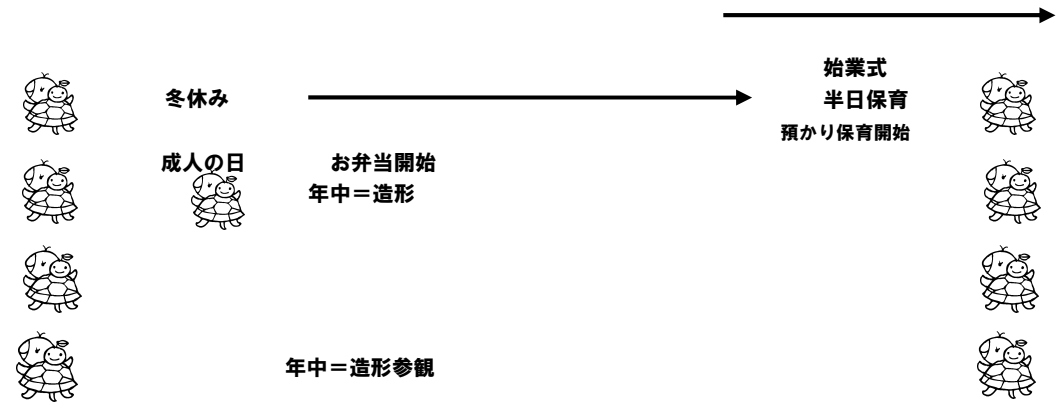 冬休み
始業式
半日保育
預かり保育開始
成人の日
お弁当開始
年中＝造形
年中＝造形参観